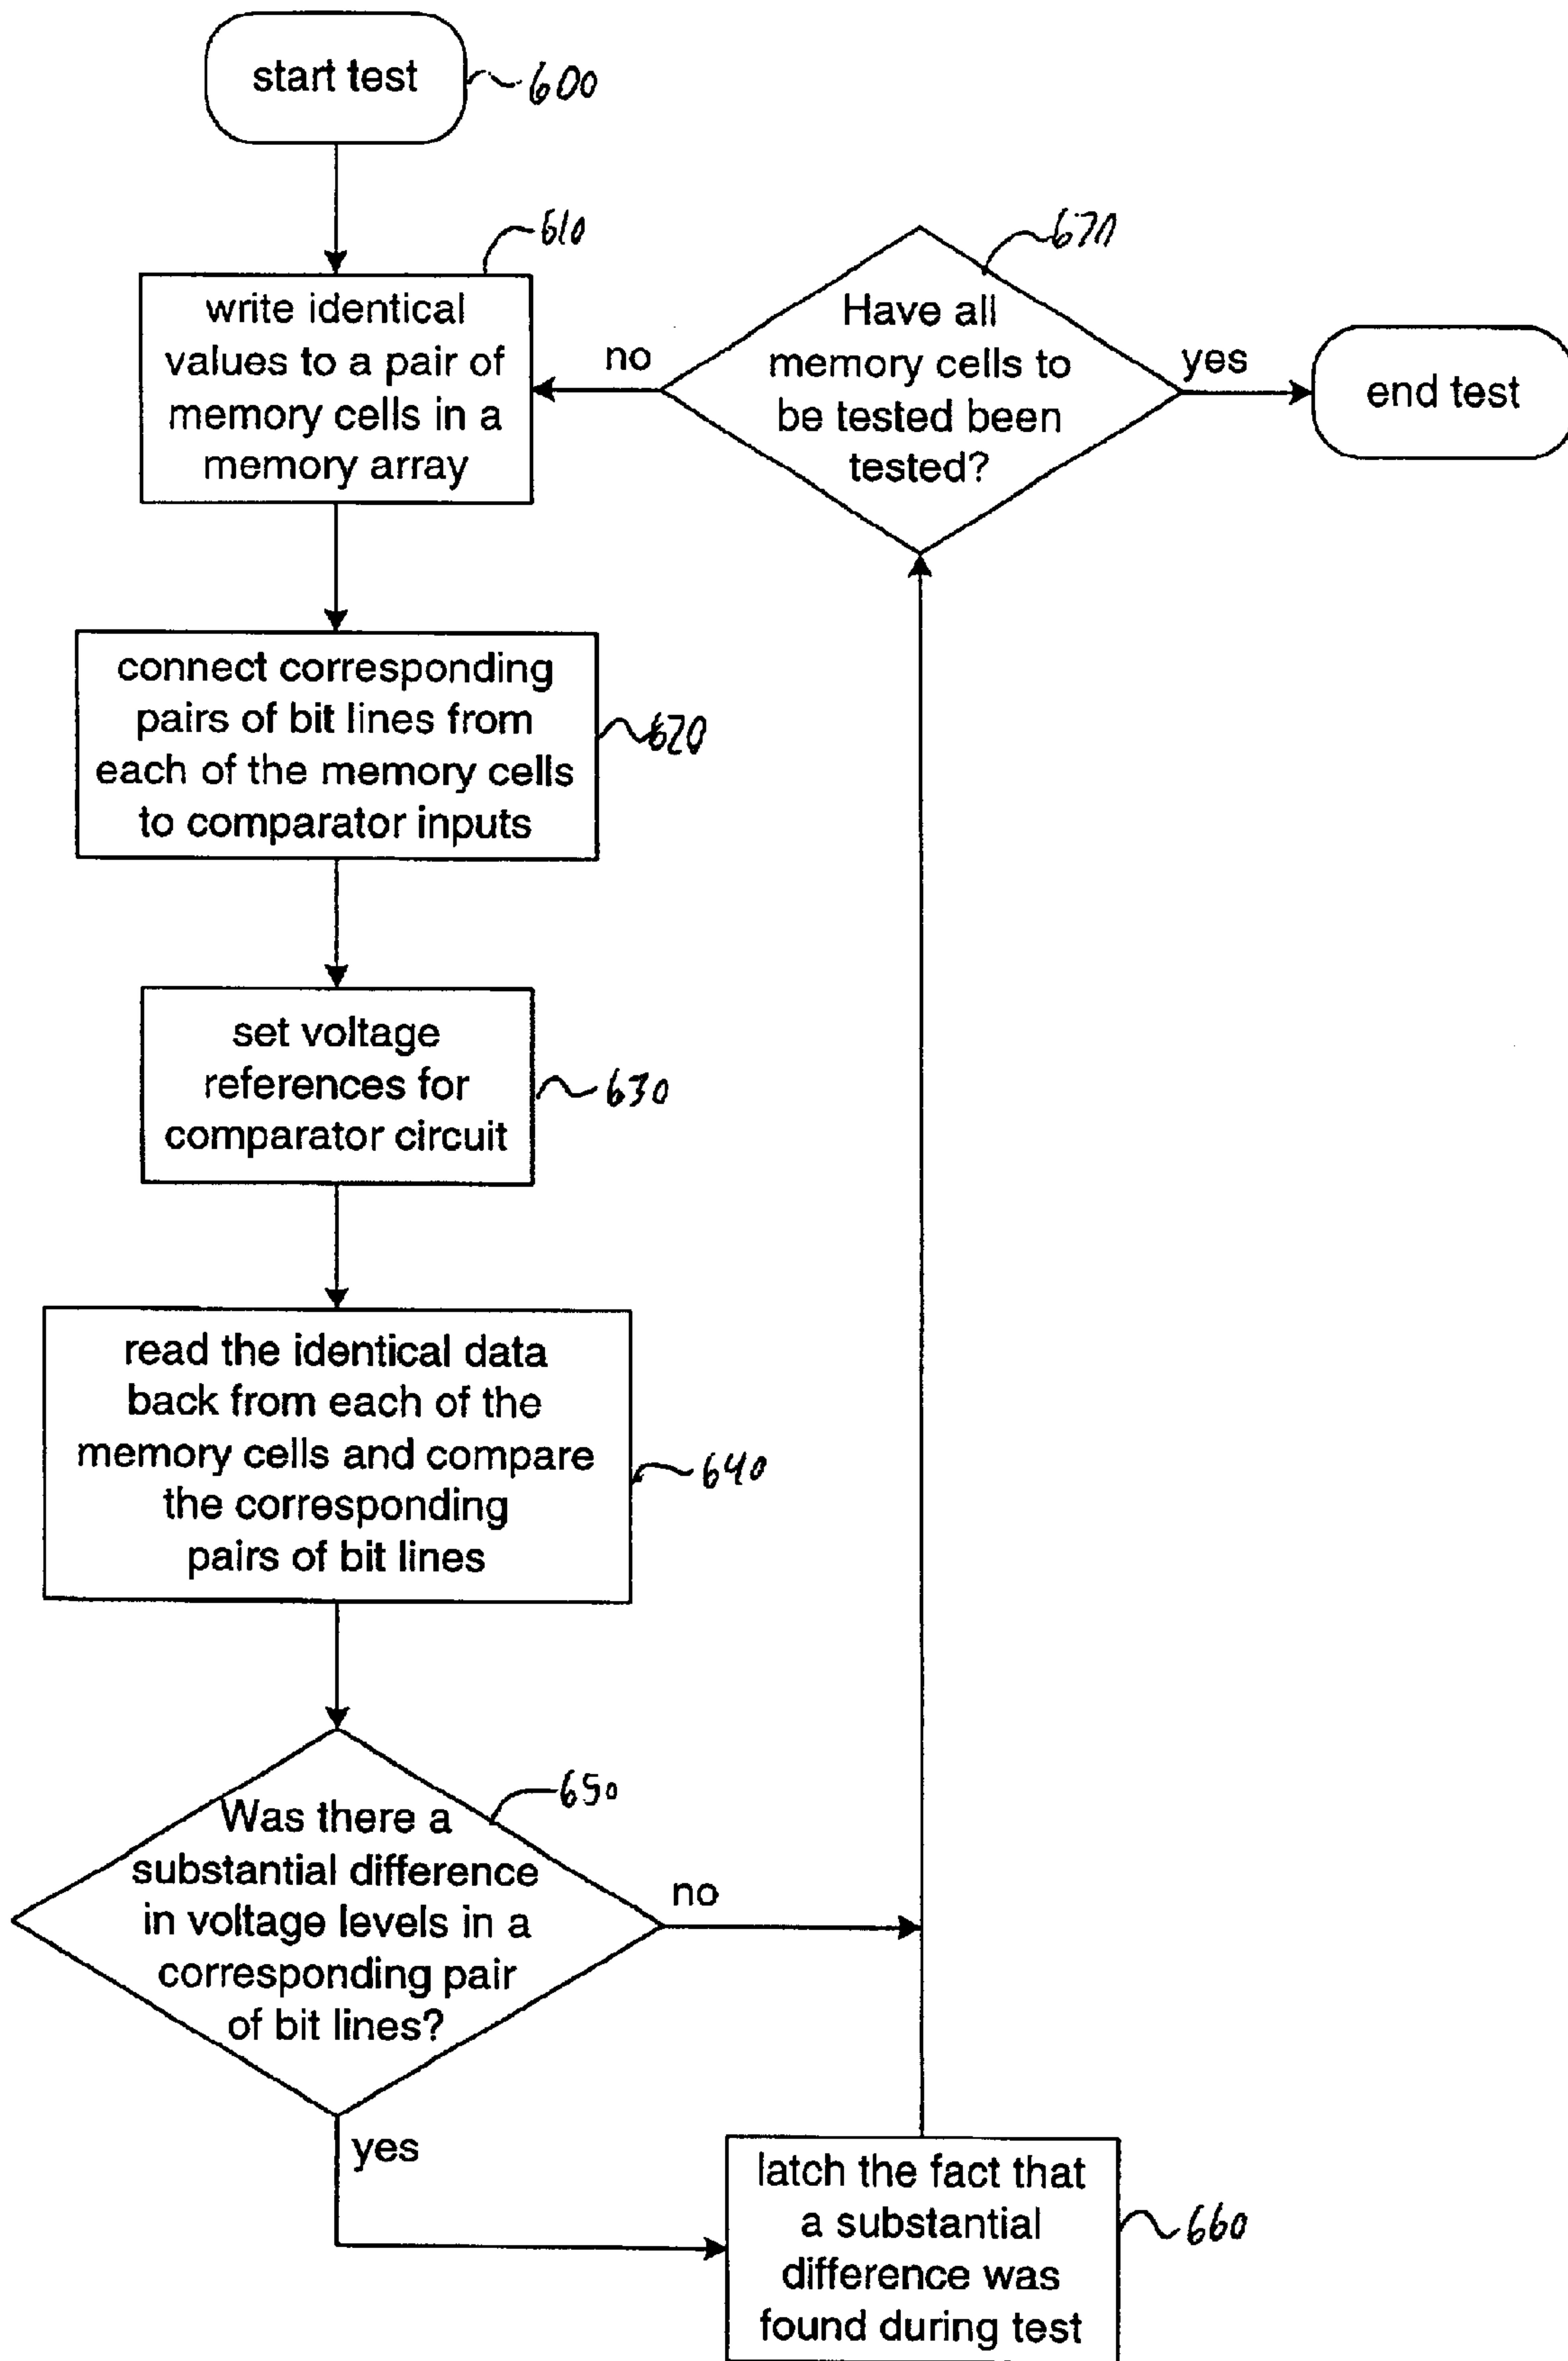 start test
600
610
write identical
values to a pair of
memory cells in a
memory array
670
Have all
memory cells to
be tested been
tested?
no
yes
end test
connect corresponding
pairs of bit lines from
each of the memory cells
to comparator inputs
620
set voltage
references for
comparator circuit
630
read the identical data
back from each of the
memory cells and compare
the corresponding
pairs of bit lines
640
650
Was there a
substantial difference
in voltage levels in a
corresponding pair
of bit lines?
no
yes
latch the fact that
a substantial
difference was
found during test
660